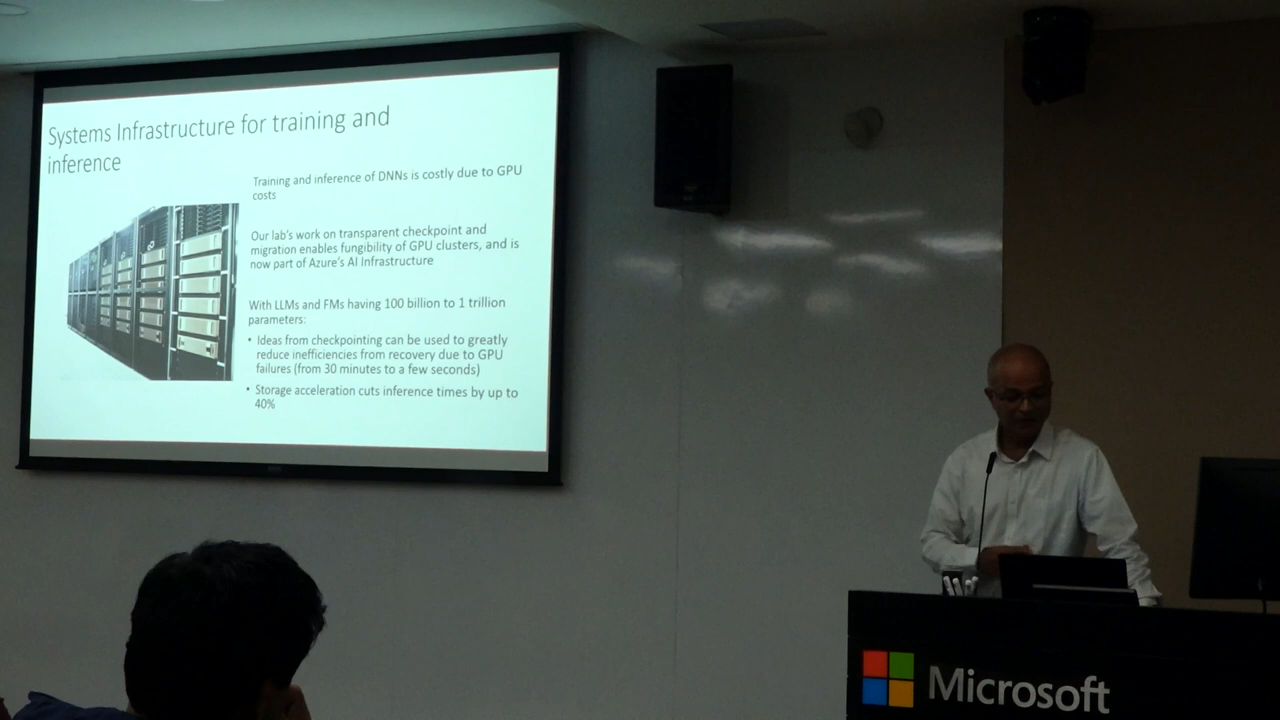 Systems Infrastructure for training and
inference
Training and inference of DNNs is costly due to GPU
costs
Our lab's work on transparent checkpoint and
migration enables fungibility of GPU clusters, and is
now part of Azure's AI Infrastructure
With LLMs and FMs having 100 billion to 1 trillion
parameters:
• Ideas from checkpointing can be used to greatly
reduce inefficiencies from recovery due to GPU
failures (from 30 minutes to a few seconds)
• Storage acceleration cuts inference times by up to
40%
Microsoft